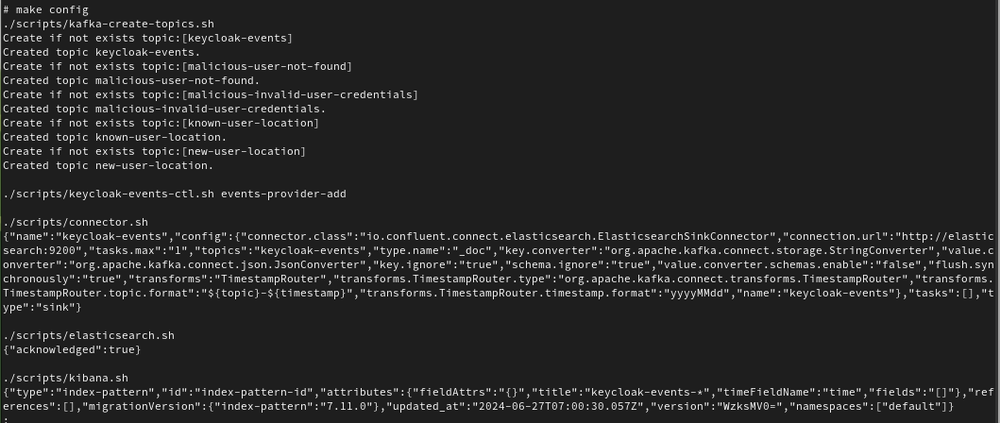 # make config
./scripts/kafka-create-topics.sh
Create if not exists topic:[keycloak-events]
Created topic keycloak-events.
Create if not exists topic:[malicious-user-not-found]
Created topic malicious-user-not-found.
Create if not exists topic:[malicious-invalid-user-credentials]
Created topic malicious-invalid-user-credentials.
Create if not exists topic:[known-user-location]
Created topic known-user-location.
Create if not exists topic:[new-user-location]
Created topic new-user-location.
./scripts/keycloak-events-ctl.sh events-provider-add
./scripts/connector.sh
{"name":"keycloak-events","config":{"connector.class":"io.confluent.connect.elasticsearch.ElasticsearchSinkConnector","connection.url":"http://elastic
search:9200","tasks.max":"1","topics":"keycloak-events","type.name":"_doc","key.converter":"org.apache.kafka.connect.storage.StringConverter","value.c
onverter":"org.apache.kafka.connect.json.JsonConverter","key.ignore":"true","schema.ignore":"true","value.converter.schemas.enable":"false","flush.syn
chronously":"true","transforms":"TimestampRouter","transforms.TimestampRouter.type":"org.apache.kafka.connect.transforms.TimestampRouter","transforms.
TimestampRouter.topic.format":"${topic}-${timestamp}","transforms.TimestampRouter.timestamp.format":"yyyyMMdd","name":"keycloak-events"},"tasks":[],"t
ype":"sink"}
./scripts/elasticsearch.sh
{"acknowledged":true}
./scripts/kibana.sh
{"type":"index-pattern","id":"index-pattern-id","attributes":{"fieldAttrs":"{}","title":"keycloak-events-*","timeFieldName":"time","fields":"[]"},"ref
erences":[],"migrationVersion":{"index-pattern":"7.11.0"},"updated_at":"2024-06-27T07:00:30.057Z","version":"WzksMV0=","namespaces":["default"]}
: